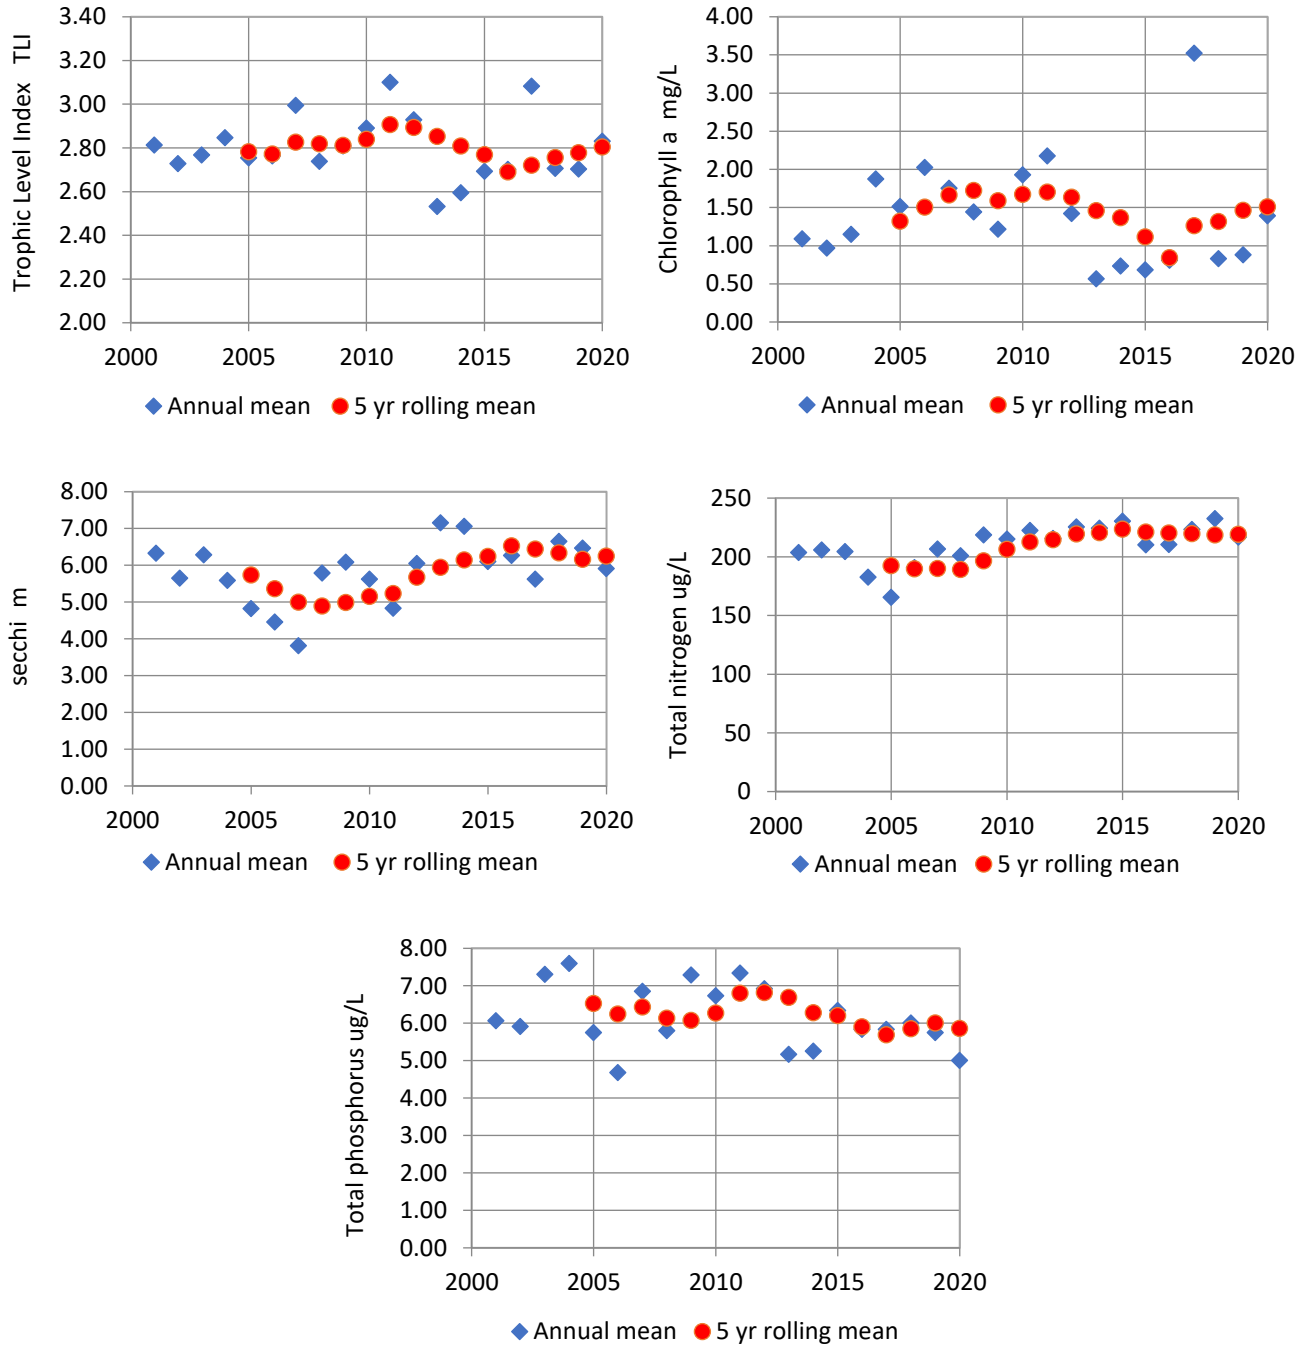 Trophic Level Index TLI
3.40
3.20
3.00
2.80
2.60
2.40
2.20
2.00
2000 2005 2010 2015 2020
Annual mean 5 yr rolling mean
Chlorophyll a mg/L
4.00
3.50
3.00
2.50
2.00
1.50
1.00
0.50
0.00
2000 2005 2010 2015 2020
Annual mean 5 yr rolling mean
secchi m
8.00
7.00
6.00
5.00
4.00
3.00
2.00
1.00
0.00
2000 2005 2010 2015 2020
Annual mean 5 yr rolling mean
Total nitrogen ug/L
250
200
150
100
50
0
2000 2005 2010 2015 2020
Annual mean 5 yr rolling mean
Total phosphorus ug/L
8.00
7.00
6.00
5.00
4.00
3.00
2.00
1.00
0.00
2000 2005 2010 2015 2020
Annual mean 5 yr rolling mean